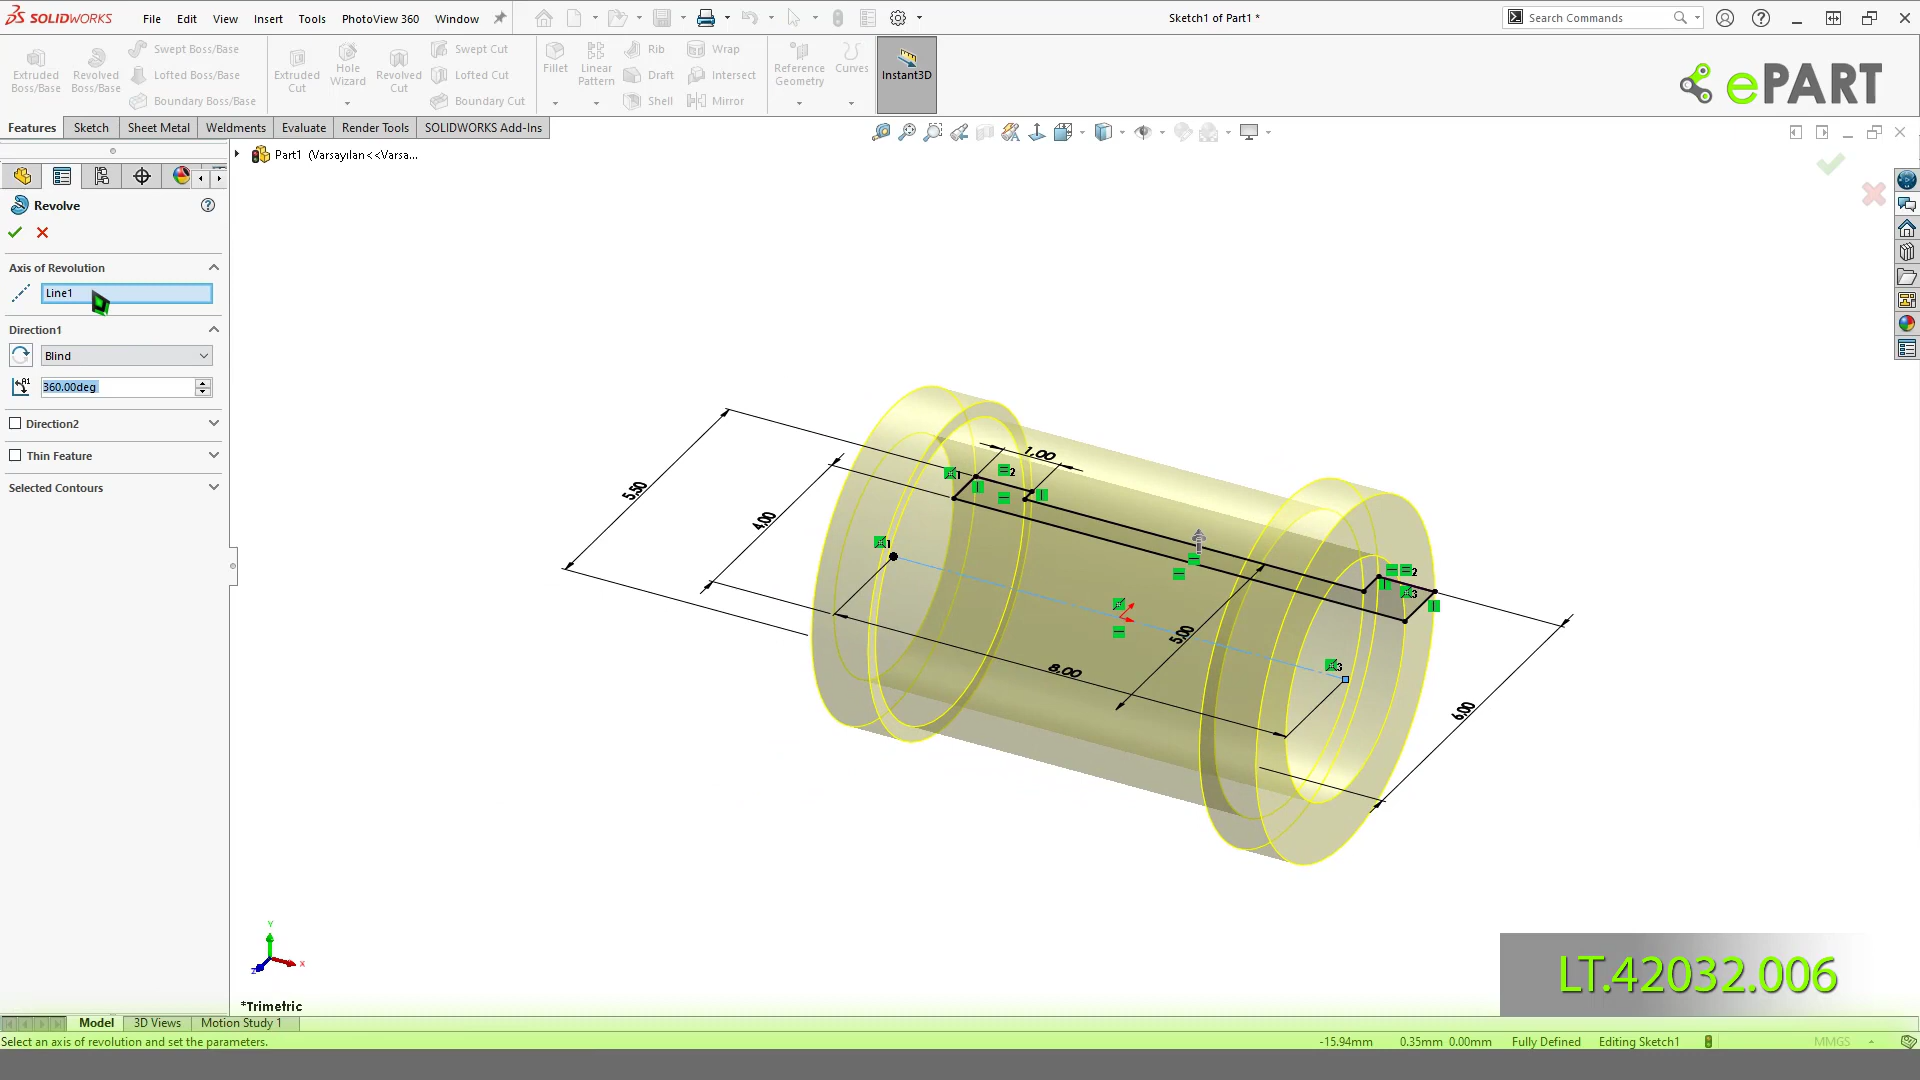 SOLIDWORKS File Edit View Insert Tools PhotoView 360 Window Sketch1 of Part1 * Search Commands
Extruded Boss/Base Revolved Boss/Base Swept Boss/Base Lofted Boss/Base Boundary Boss/Base Extruded Cut Hole Wizard Revolved Cut Swept Cut Lofted Cut Boundary Cut Fillet Linear Pattern Rib Draft Shell Wrap Intersect Mirror Reference Geometry Curves Instant3D
ePART
Features Sketch Sheet Metal Weldments Evaluate Render Tools SOLIDWORKS Add-Ins
Part1 (Varsayılan<<Varsa...
Revolve
Axis of Revolution
Line1
Direction1
Blind
360.00deg
Direction2
Thin Feature
Selected Contours
1,00
5,50
4,00
5,00
8,00
6,00
1
2
1
2
3
3
Y
X
Z
*Trimetric
LT.42032.006
Model 3D Views Motion Study 1
Select an axis of revolution and set the parameters. -15.94mm 0.35mm 0.00mm Fully Defined Editing Sketch1 MMGS